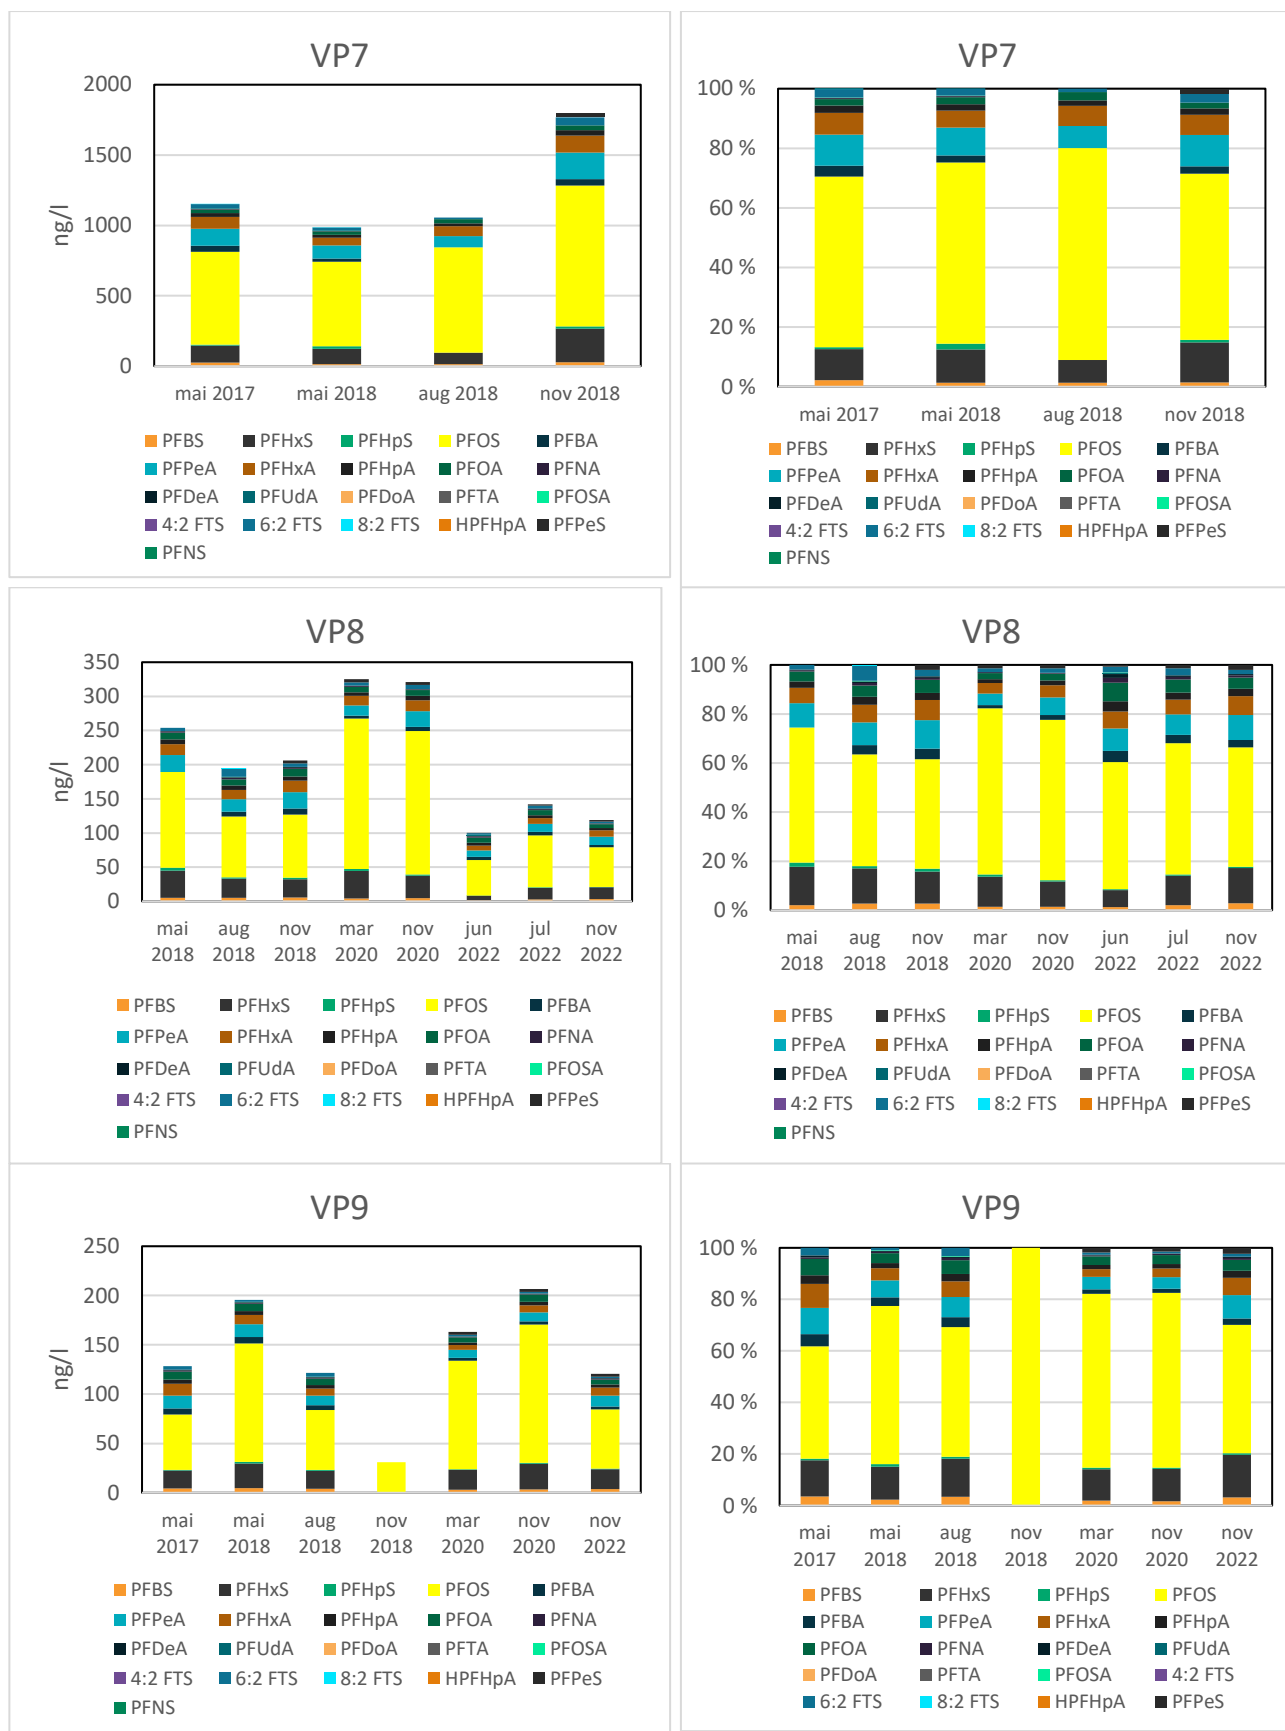 VP7
2000
1500
1000
500
0
ng/l
mai 2017 mai 2018 aug 2018 nov 2018
PFBS PFHxS PFHpS PFOS PFBA
PFPeA PFHxA PFHpA PFOA PFNA
PFDeA PFUdA PFDoA PFTA PFOSA
4:2 FTS 6:2 FTS 8:2 FTS HPFHpA PFPeS
PFNS
VP7
100 %
80 %
60 %
40 %
20 %
0 %
mai 2017 mai 2018 aug 2018 nov 2018
PFBS PFHxS PFHpS PFOS PFBA
PFPeA PFHxA PFHpA PFOA PFNA
PFDeA PFUdA PFDoA PFTA PFOSA
4:2 FTS 6:2 FTS 8:2 FTS HPFHpA PFPeS
PFNS
VP8
350
300
250
200
150
100
50
0
ng/l
mai aug nov mar nov jun jul nov
2018 2018 2018 2020 2020 2022 2022 2022
PFBS PFHxS PFHpS PFOS PFBA
PFPeA PFHxA PFHpA PFOA PFNA
PFDeA PFUdA PFDoA PFTA PFOSA
4:2 FTS 6:2 FTS 8:2 FTS HPFHpA PFPeS
PFNS
VP8
100 %
80 %
60 %
40 %
20 %
0 %
mai aug nov mar nov jun jul nov
2018 2018 2018 2020 2020 2022 2022 2022
PFBS PFHxS PFHpS PFOS PFBA
PFPeA PFHxA PFHpA PFOA PFNA
PFDeA PFUdA PFDoA PFTA PFOSA
4:2 FTS 6:2 FTS 8:2 FTS HPFHpA PFPeS
PFNS
VP9
250
200
150
100
50
0
ng/l
mai mai aug nov mar nov nov
2017 2018 2018 2018 2020 2020 2022
PFBS PFHxS PFHpS PFOS PFBA
PFPeA PFHxA PFHpA PFOA PFNA
PFDeA PFUdA PFDoA PFTA PFOSA
4:2 FTS 6:2 FTS 8:2 FTS HPFHpA PFPeS
PFNS
VP9
100 %
80 %
60 %
40 %
20 %
0 %
mai mai aug nov mar nov nov
2017 2018 2018 2018 2020 2020 2022
PFBS PFHxS PFHpS PFOS
PFBA PFPeA PFHxA PFHpA
PFOA PFNA PFDeA PFUdA
PFDoA PFTA PFOSA 4:2 FTS
6:2 FTS 8:2 FTS HPFHpA PFPeS